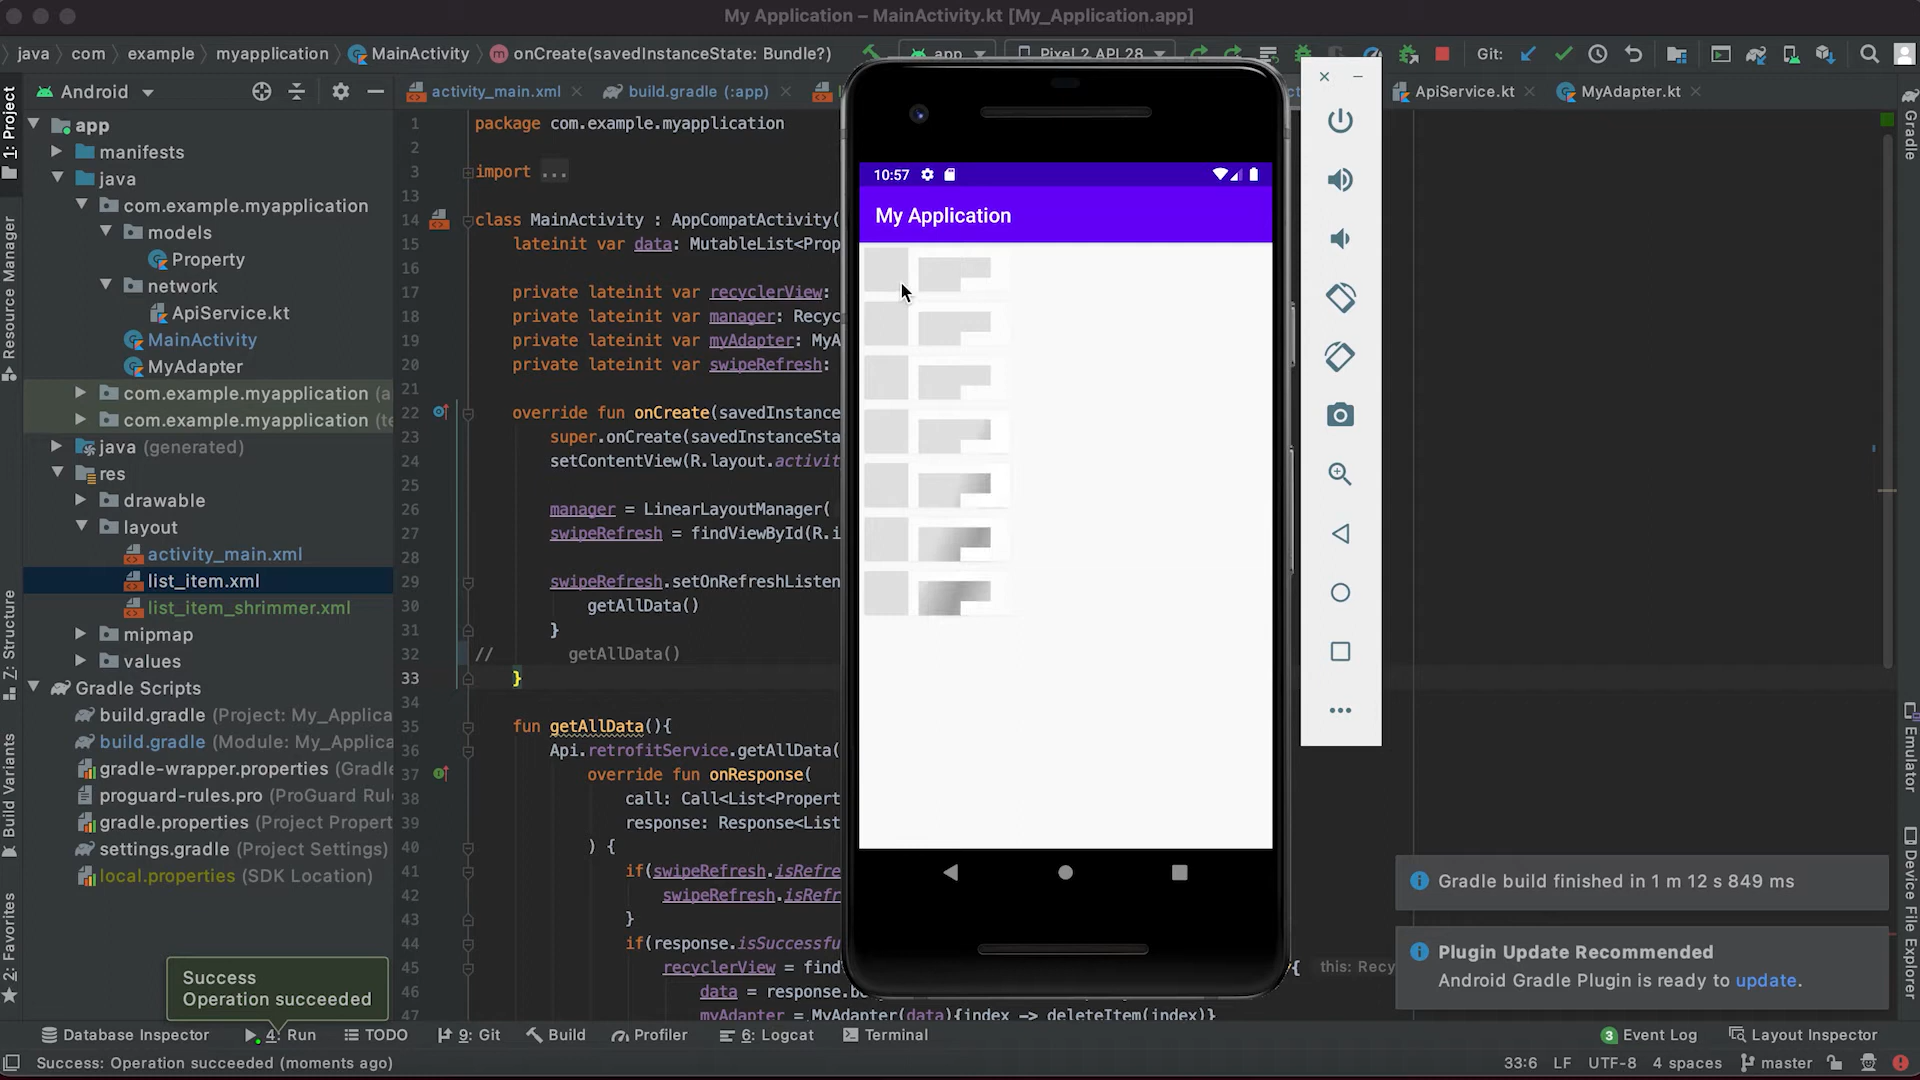 My Application – MainActivity.kt [My_Application.app]
java
com
example
myapplication
MainActivity
onCreate(savedInstanceState: Bundle?)
app
Pixel 2 API 28
Git:
Android
activity_main.xml
build.gradle (:app)
ApiService.kt
MyAdapter.kt
1: Project
Resource Manager
Z: Structure
Build Variants
2: Favorites
app
manifests
java
com.example.myapplication
models
Property
network
ApiService.kt
MainActivity
MyAdapter
com.example.myapplication (a
com.example.myapplication (te
java (generated)
res
drawable
layout
activity_main.xml
list_item.xml
list_item_shrimmer.xml
mipmap
values
Gradle Scripts
build.gradle (Project: My_Applica
build.gradle (Module: My_Applica
gradle-wrapper.properties (Gradle
proguard-rules.pro (ProGuard Rul
gradle.properties (Project Propert
settings.gradle (Project Settings)
local.properties (SDK Location)
1 package com.example.myapplication
2
3 import ...
13
14 class MainActivity : AppCompatActivity(
15 lateinit var data: MutableList<Prop
16
17 private lateinit var recyclerView:
18 private lateinit var manager: Recyc
19 private lateinit var myAdapter: MyA
20 private lateinit var swipeRefresh:
21
22 override fun onCreate(savedInstance
23 super.onCreate(savedInstanceSta
24 setContentView(R.layout.activit
25
26 manager = LinearLayoutManager(
27 swipeRefresh = findViewById(R.i
28
29 swipeRefresh.setOnRefreshListen
30 getAllData()
31 }
32 // getAllData()
33 }
34
35 fun getAllData(){
36 Api.retrofitService.getAllData(
37 override fun onResponse(
38 call: Call<List<Propert
39 response: Response<List
40 ) {
41 if(swipeRefresh.isRefre
42 swipeRefresh.isRefr
43 }
44 if(response.isSuccessfu
45 recyclerView = find
{ this: Recy
46 data = response.bo
47 myAdapter = MyAdapter(data){index -> deleteItem(index)}
10:57
My Application
Gradle
Emulator
Device File Explorer
Gradle build finished in 1 m 12 s 849 ms
Plugin Update Recommended
Android Gradle Plugin is ready to update.
Success
Operation succeeded
Database Inspector
4: Run
TODO
9: Git
Build
Profiler
6: Logcat
Terminal
3 Event Log
Layout Inspector
Success: Operation succeeded (moments ago)
33:6 LF UTF-8 4 spaces master